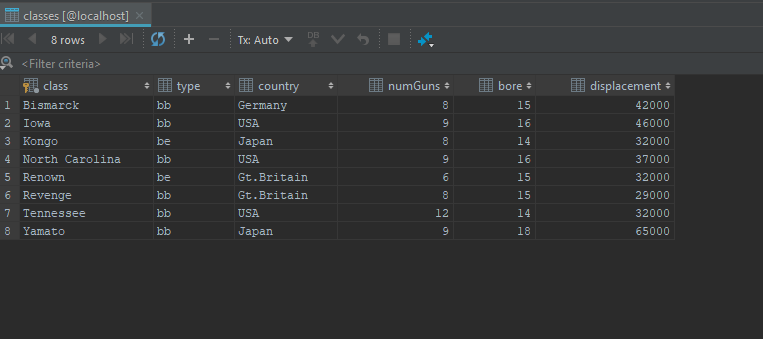 classes [@localhost]
8 rows Tx: Auto DB
<Filter criteria>
class type country numGuns bore displacement
1 Bismarck bb Germany 8 15 42000
2 Iowa bb USA 9 16 46000
3 Kongo be Japan 8 14 32000
4 North Carolina bb USA 9 16 37000
5 Renown be Gt.Britain 6 15 32000
6 Revenge bb Gt.Britain 8 15 29000
7 Tennessee bb USA 12 14 32000
8 Yamato bb Japan 9 18 65000